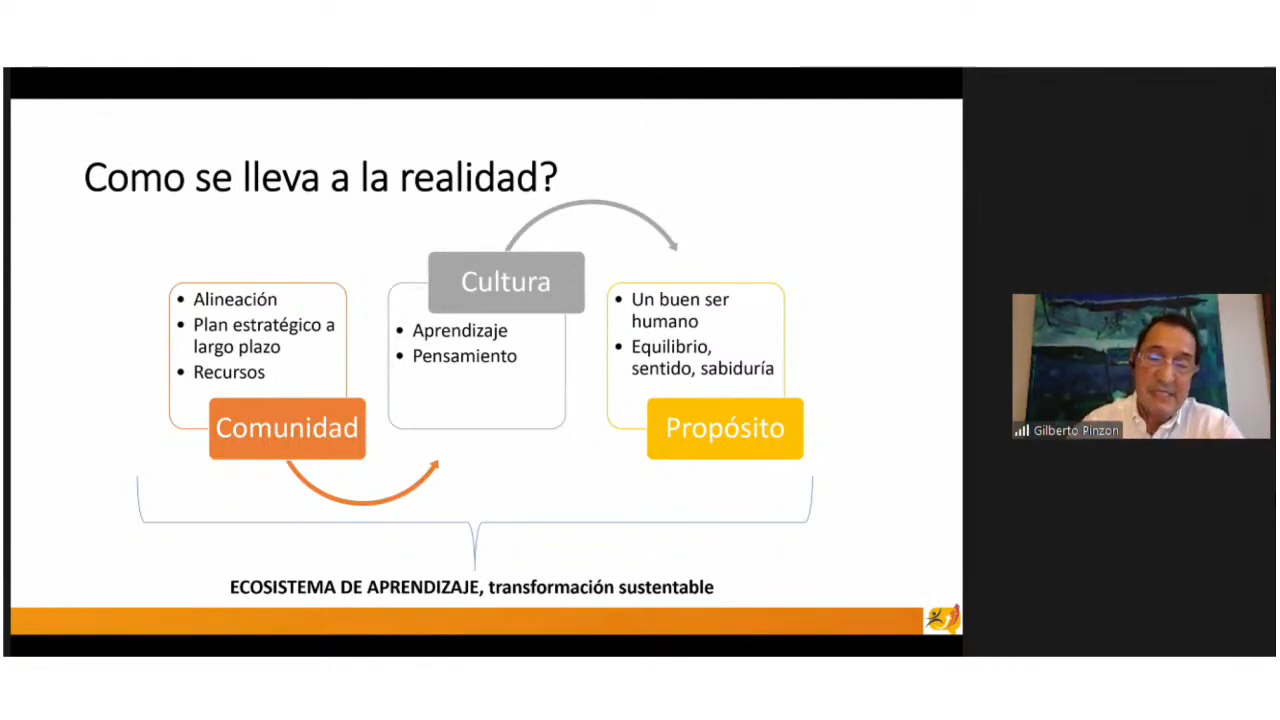 Como se lleva a la realidad?
• Alineación
• Plan estratégico a
largo plazo
• Recursos
Comunidad
Cultura
• Aprendizaje
• Pensamiento
• Un buen ser
humano
• Equilibrio,
sentido, sabiduría
Propósito
ECOSISTEMA DE APRENDIZAJE, transformación sustentable
Gilberto Pinzon